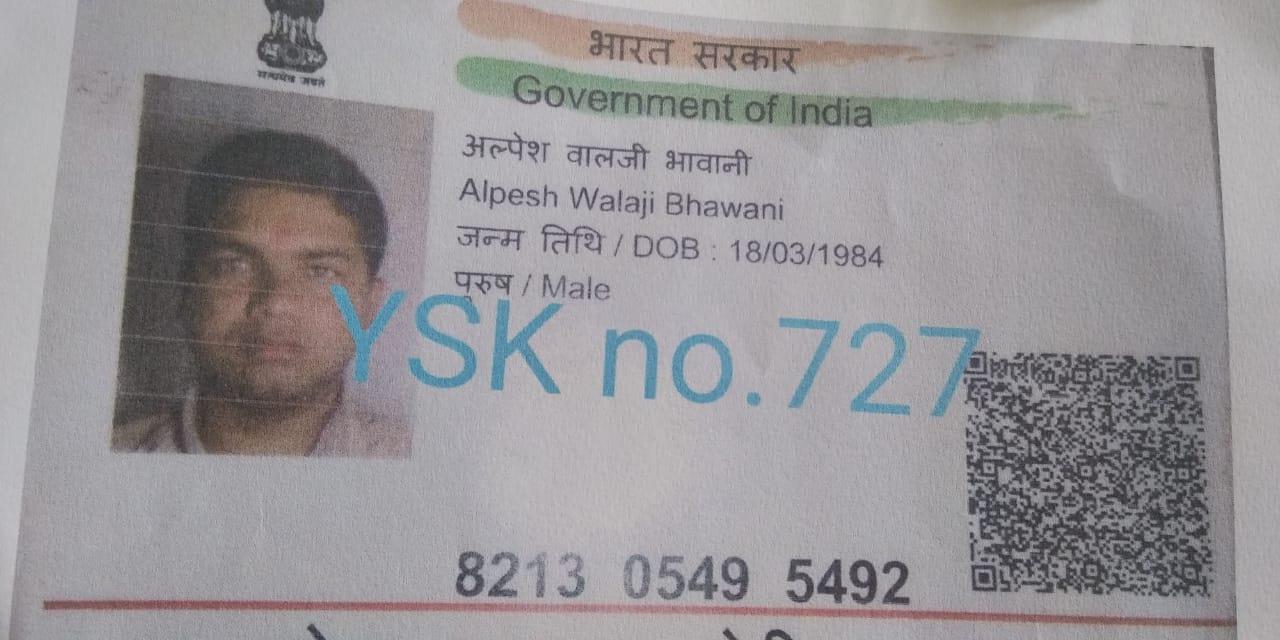 सत्यमेव जयते
भारत सरकार
Government of India
अल्पेश वालजी भावानी
Alpesh Walaji Bhawani
जन्म तिथि / DOB : 18/03/1984
पुरुष / Male
YSK no.727
8213 0549 5492